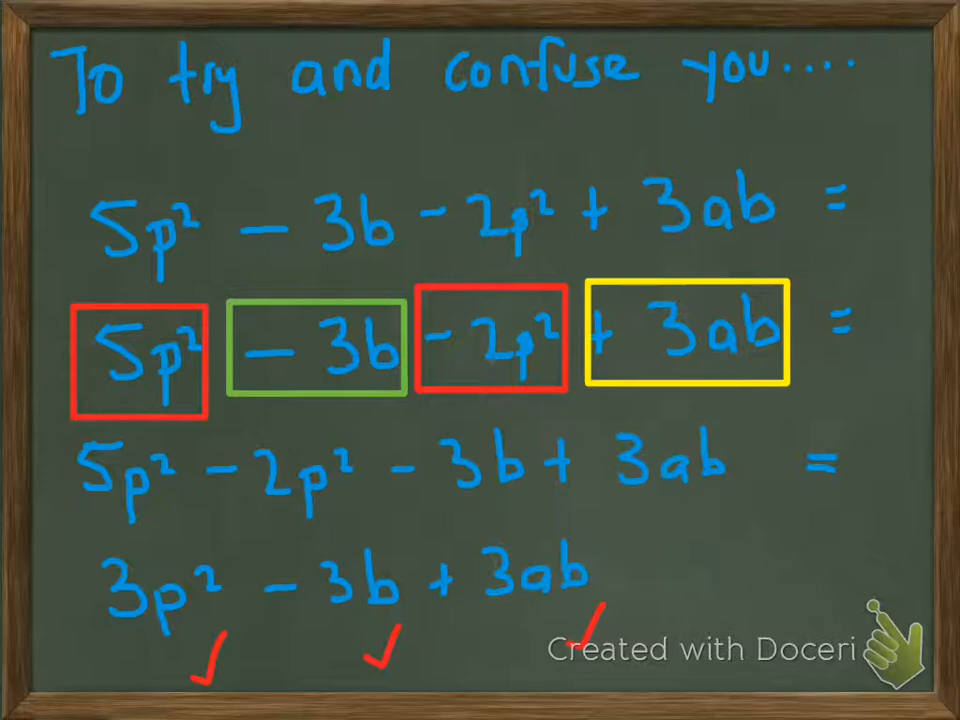 To try and confuse you....
5p² - 3b - 2p² + 3ab =
5p² - 3b - 2p² + 3ab =
5p² - 2p² - 3b + 3ab =
3p² - 3b + 3ab
Created with Doceri